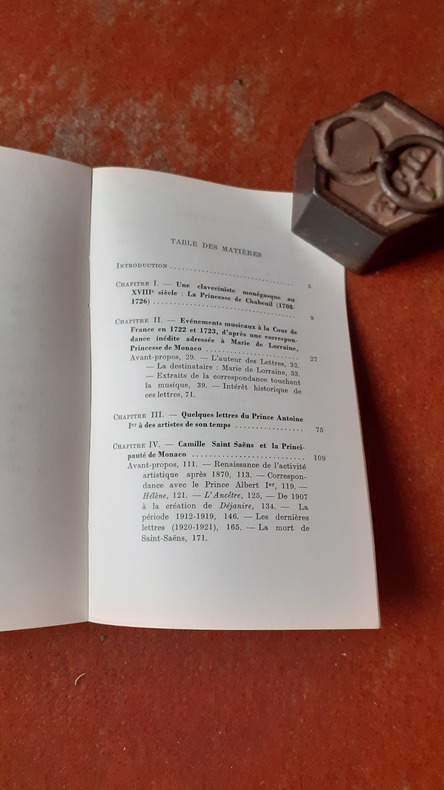 TABLE DES MATIÈRES
INTRODUCTION .............................. 5
CHAPITRE I. — Une claveciniste monégasque au
XVIIIe siècle : La Princesse de Chabeuil (1708-
1726) .............................. 9
CHAPITRE II. — Evénements musicaux à la Cour de
France en 1722 et 1723, d'après une correspon-
dance inédite adressée à Marie de Lorraine,
Princesse de Monaco .............................. 27
Avant-propos, 29. — L'auteur des Lettres, 32.
— La destinataire : Marie de Lorraine, 33.
— Extraits de la correspondance touchant
la musique, 39. — Intérêt historique de
ces lettres, 71.
CHAPITRE III. — Quelques lettres du Prince Antoine
Ier à des artistes de son temps .............................. 75
CHAPITRE IV. — Camille Saint Saëns et la Princi-
pauté de Monaco .............................. 109
Avant-propos, 111. — Renaissance de l'activité
artistique après 1870, 113. — Correspon-
dance avec le Prince Albert Ier, 119. —
Hélène, 121. — L'Ancêtre, 125, — De 1907
à la création de Déjanire, 134. — La
période 1912-1919, 146. — Les dernières
lettres (1920-1921), 165. — La mort de
Saint-Saëns, 171.